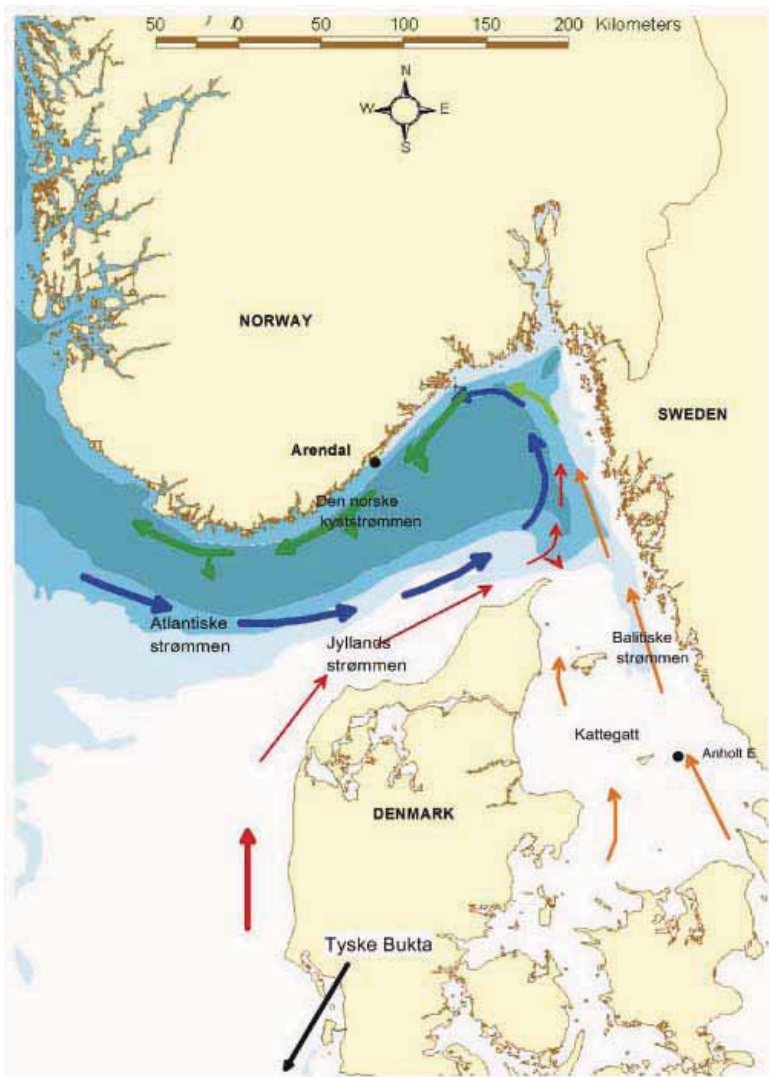 50 0 50 100 150 200 Kilometers
N
W E
S
NORWAY
SWEDEN
Arendal
Den norske
kyststrømmen
Atlantiske
strømmen
Jyllands
strømmen
Balitiske
strømmen
Kattegatt
Anholt E
DENMARK
Tyske Bukta